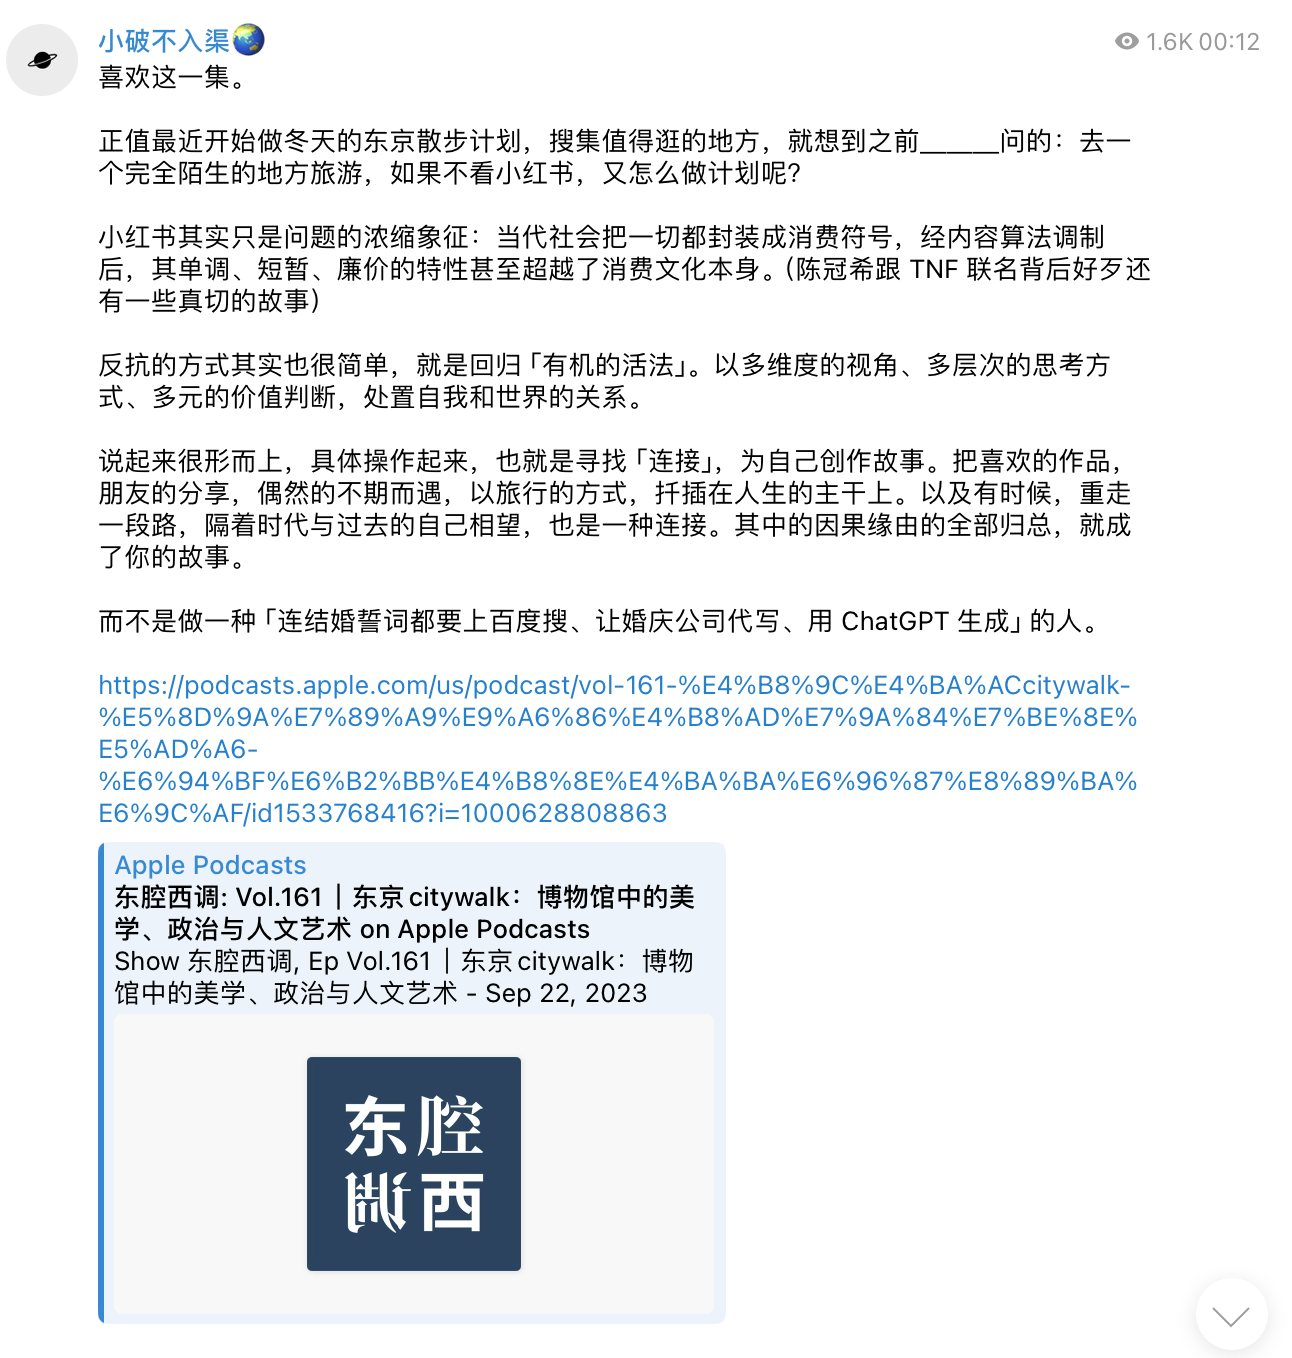 小破不入渠🌏
1.6K 00:12
喜欢这一集。
正值最近开始做冬天的东京散步计划，搜集值得逛的地方，就想到之前______问的：去一
个完全陌生的地方旅游，如果不看小红书，又怎么做计划呢？
小红书其实只是问题的浓缩象征：当代社会把一切都封装成消费符号，经内容算法调制
后，其单调、短暂、廉价的特性甚至超越了消费文化本身。（陈冠希跟 TNF 联名背后好歹还
有一些真切的故事）
反抗的方式其实也很简单，就是回归「有机的活法」。以多维度的视角、多层次的思考方
式、多元的价值判断，处置自我和世界的关系。
说起来很形而上，具体操作起来，也就是寻找「连接」，为自己创作故事。把喜欢的作品，
朋友的分享，偶然的不期而遇，以旅行的方式，扦插在人生的主干上。以及有时候，重走
一段路，隔着时代与过去的自己相望，也是一种连接。其中的因果缘由的全部归总，就成
了你的故事。
而不是做一种「连结婚誓词都要上百度搜、让婚庆公司代写、用 ChatGPT 生成」的人。
https://podcasts.apple.com/us/podcast/vol-161-%E4%B8%9C%E4%BA%ACcitywalk-
%E5%8D%9A%E7%89%A9%E9%A6%86%E4%B8%AD%E7%9A%84%E7%BE%8E%
E5%AD%A6-
%E6%94%BF%E6%B2%BB%E4%B8%8E%E4%BA%BA%E6%96%87%E8%89%BA%
E6%9C%AF/id1533768416?i=1000628808863
Apple Podcasts
东腔西调: Vol.161｜东京citywalk：博物馆中的美
学、政治与人文艺术 on Apple Podcasts
Show 东腔西调, Ep Vol.161｜东京citywalk：博物
馆中的美学、政治与人文艺术 - Sep 22, 2023
东腔
调西